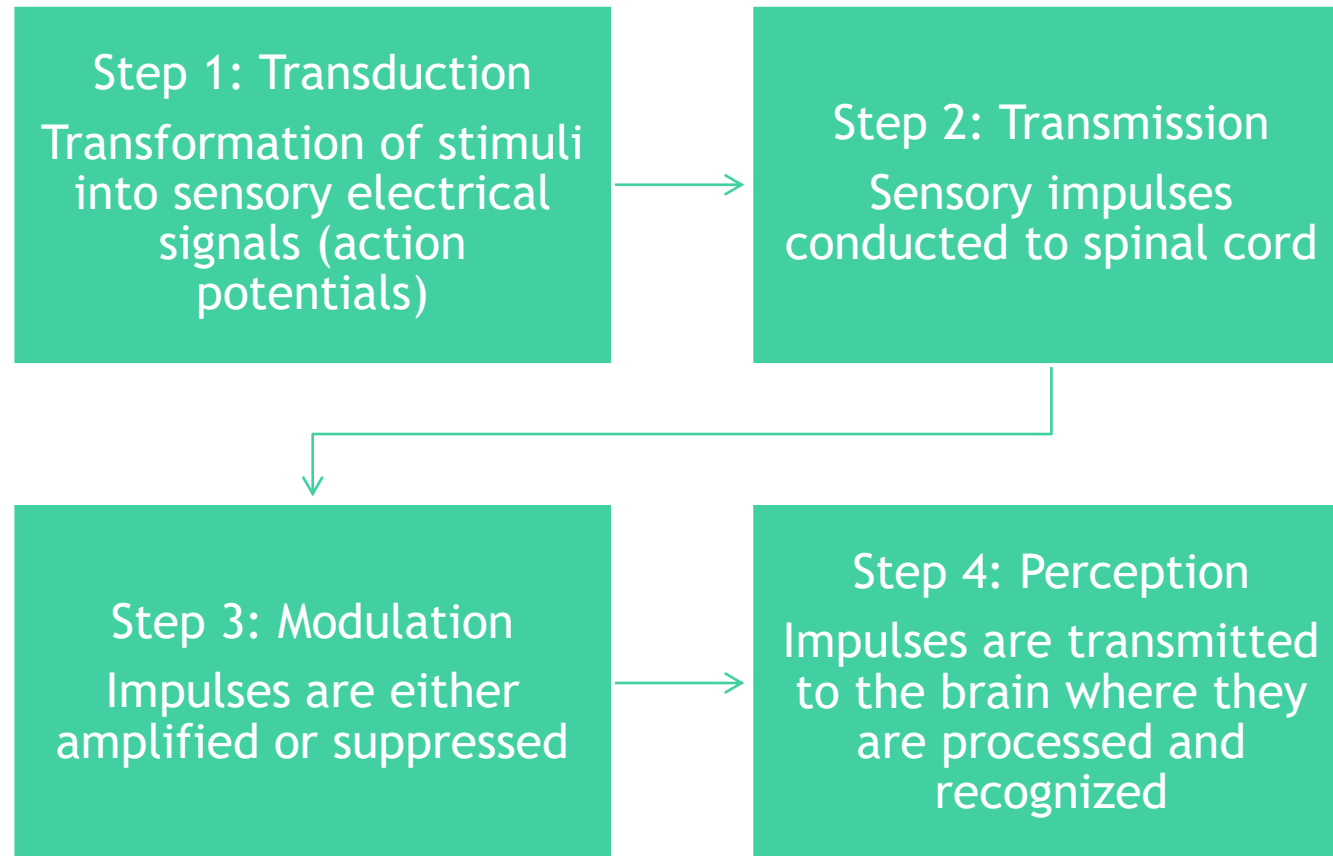 Step 1: Transduction
Transformation of stimuli
into sensory electrical
signals (action
potentials)
Step 2: Transmission
Sensory impulses
conducted to spinal cord
Step 3: Modulation
Impulses are either
amplified or suppressed
Step 4: Perception
Impulses are transmitted
to the brain where they
are processed and
recognized